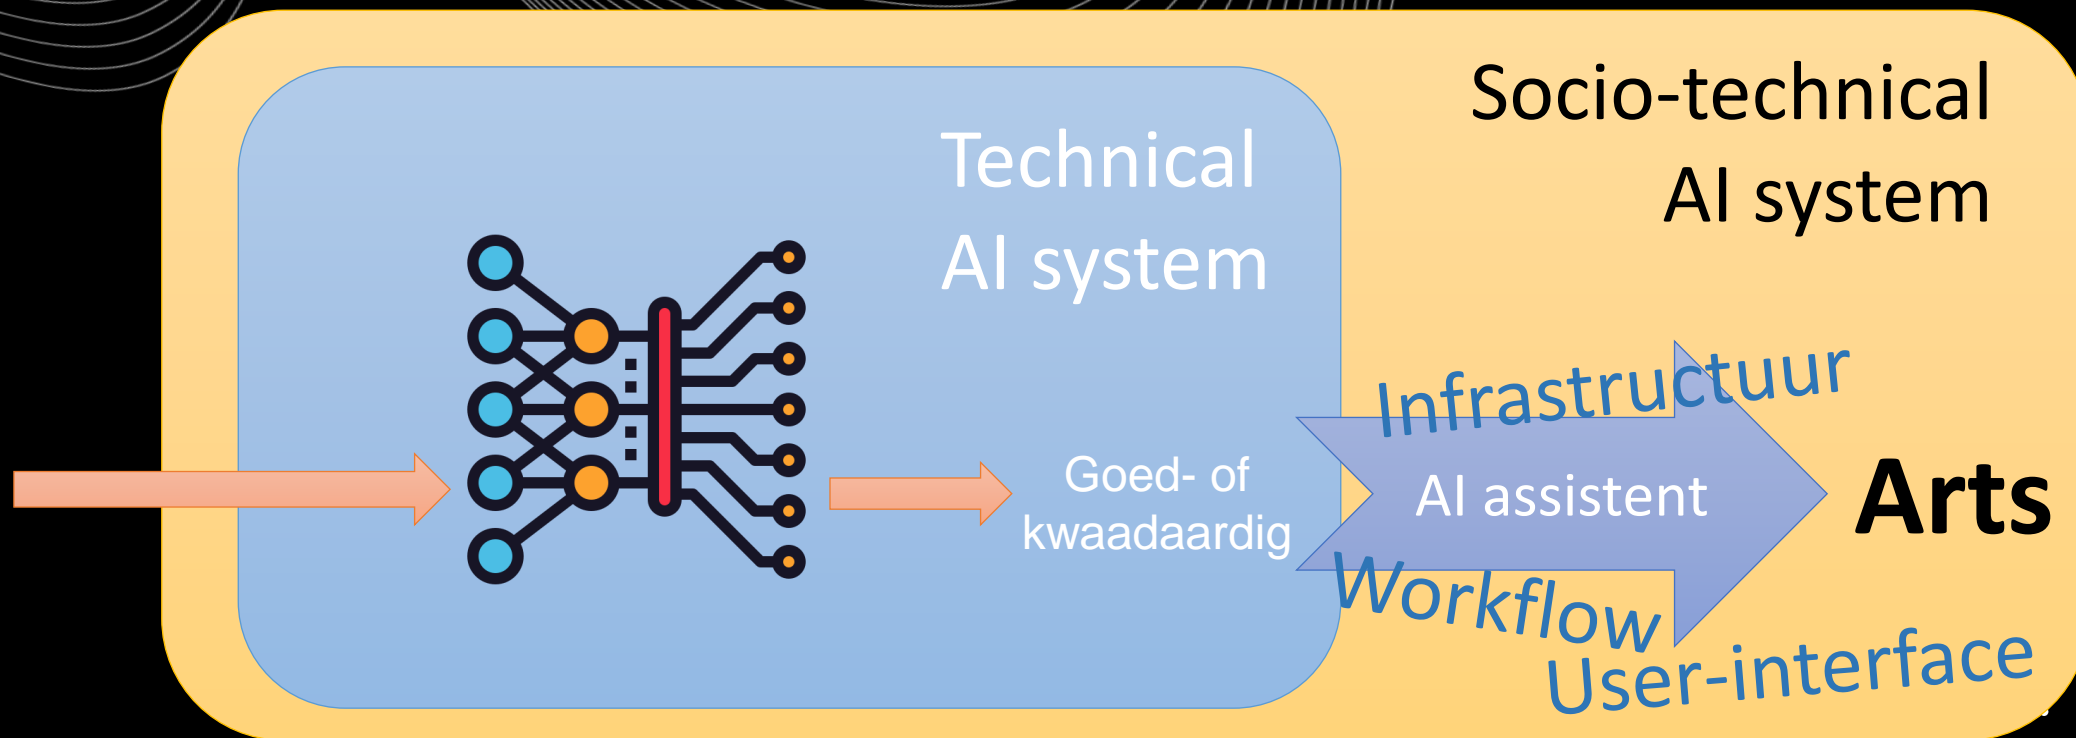 Socio-technical
AI system
Technical
AI system
Infrastructuur
Goed- of
kwaadaardig
AI assistent
Arts
Workflow
User-interface